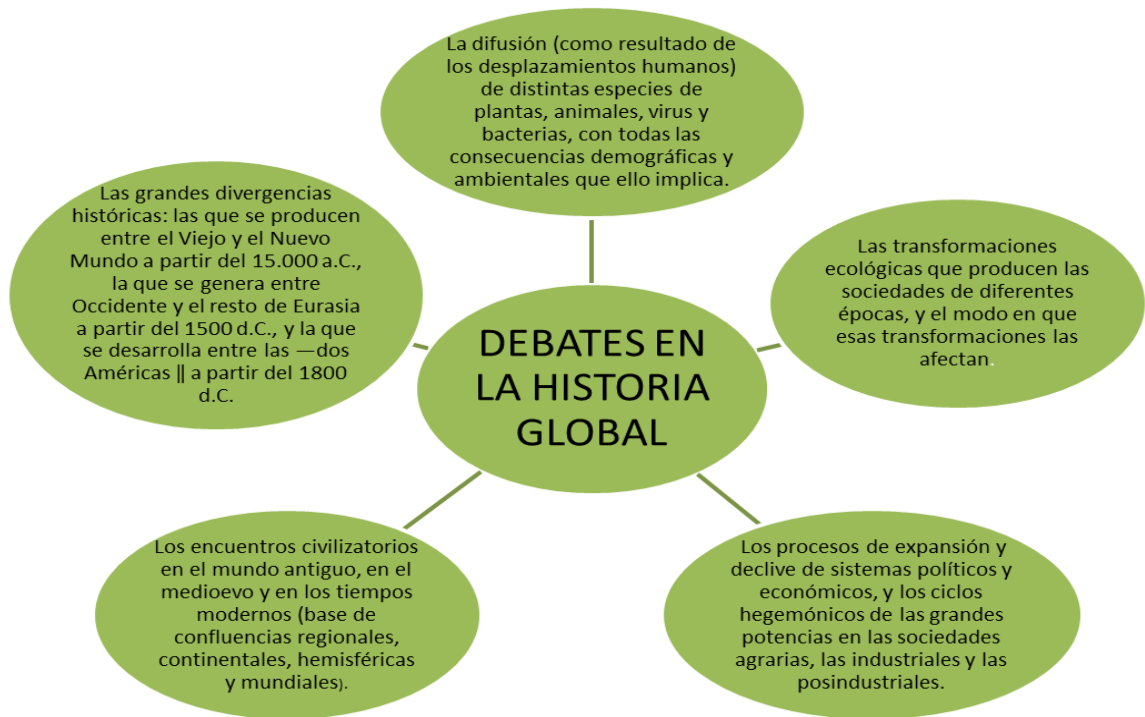 La difusión (como resultado de
los desplazamientos humanos)
de distintas especies de
plantas, animales, virus y
bacterias, con todas las
consecuencias demográficas y
ambientales que ello implica.
Las grandes divergencias
históricas: las que se producen
entre el Viejo y el Nuevo
Mundo a partir del 15.000 a.C.,
la que se genera entre
Occidente y el resto de Eurasia
a partir del 1500 d.C., y la que
se desarrolla entre las ―dos
Américas ‖ a partir del 1800
d.C.
Las transformaciones
ecológicas que producen las
sociedades de diferentes
épocas, y el modo en que
esas transformaciones las
afectan.
DEBATES EN
LA HISTORIA
GLOBAL
Los encuentros civilizatorios
en el mundo antiguo, en el
medioevo y en los tiempos
modernos (base de
confluencias regionales,
continentales, hemisféricas
y mundiales).
Los procesos de expansión y
declive de sistemas políticos y
económicos, y los ciclos
hegemónicos de las grandes
potencias en las sociedades
agrarias, las industriales y las
posindustriales.